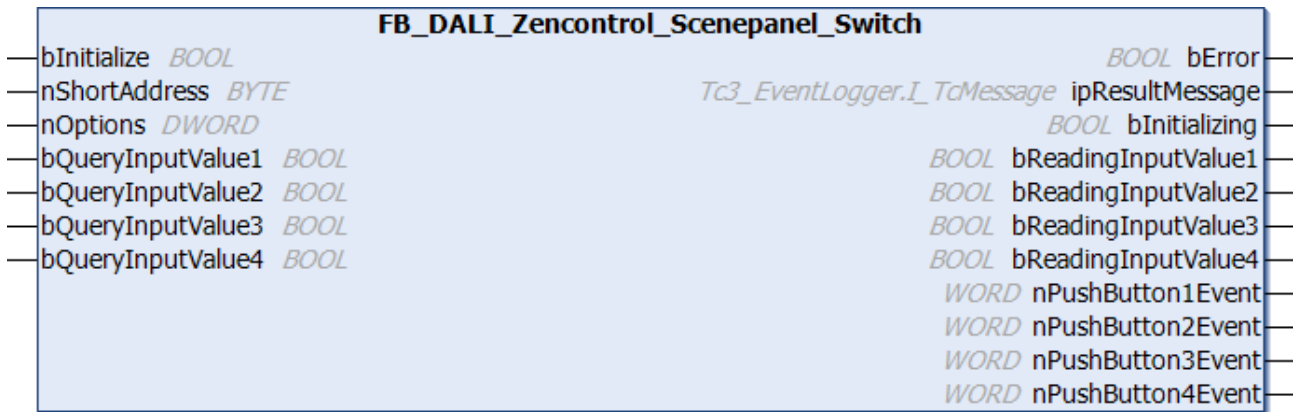 FB_DALI_Zencontrol_Scenepanel_Switch
bInitialize BOOL BOOL bError
nShortAddress BYTE Tc3_EventLogger.I_TcMessage ipResultMessage
nOptions DWORD BOOL bInitializing
bQueryInputValue1 BOOL BOOL bReadingInputValue1
bQueryInputValue2 BOOL BOOL bReadingInputValue2
bQueryInputValue3 BOOL BOOL bReadingInputValue3
bQueryInputValue4 BOOL BOOL bReadingInputValue4
WORD nPushButton1Event
WORD nPushButton2Event
WORD nPushButton3Event
WORD nPushButton4Event